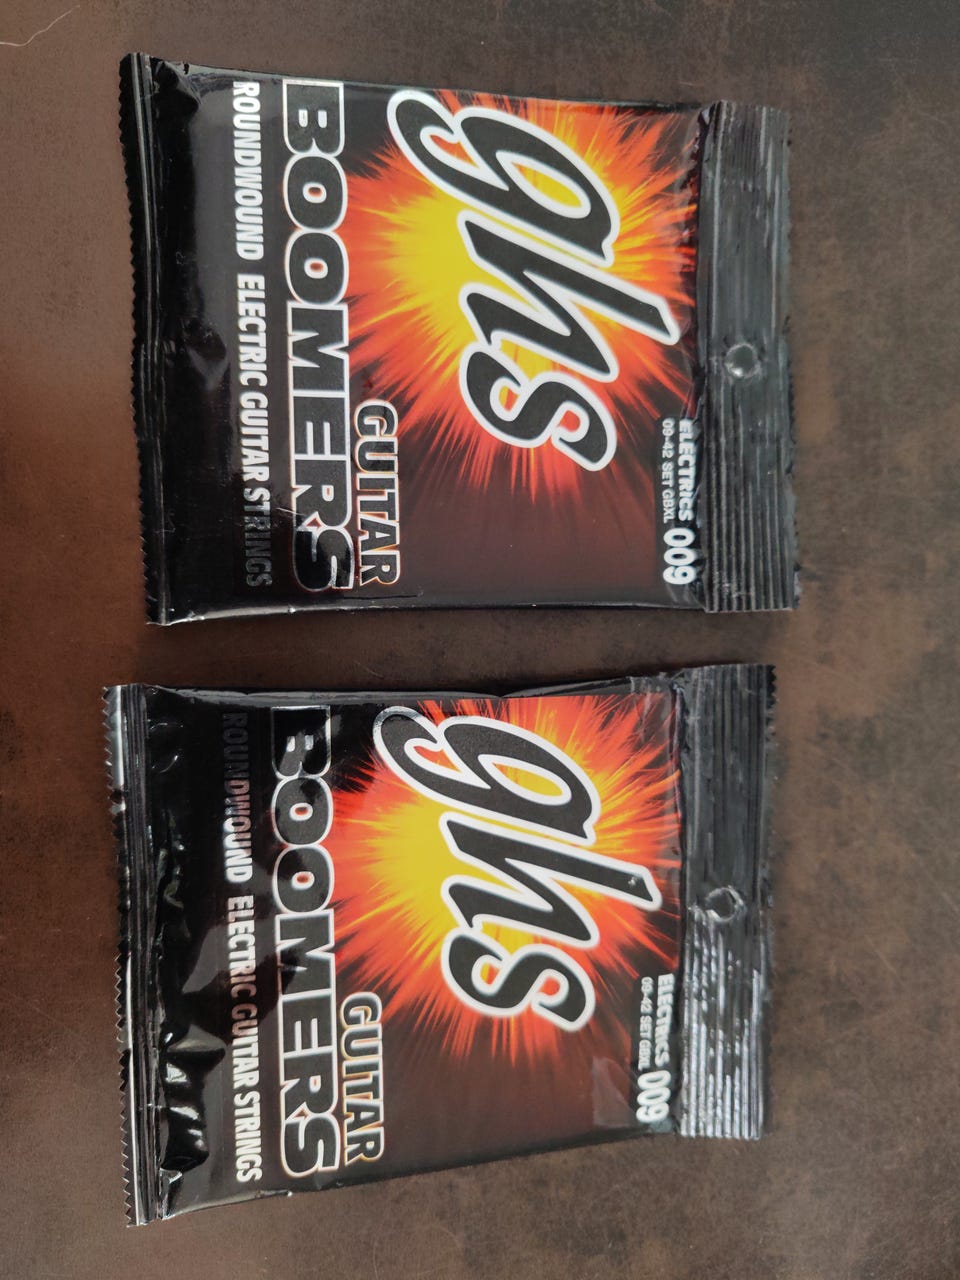 ELECTRICS 009
09-42 SET GBXL
ghs
GUITAR
BOOMERS
ROUNDWOUND ELECTRIC GUITAR STRINGS
ELECTRICS 009
09-42 SET GBXL
ghs
GUITAR
BOOMERS
ROUNDWOUND ELECTRIC GUITAR STRINGS